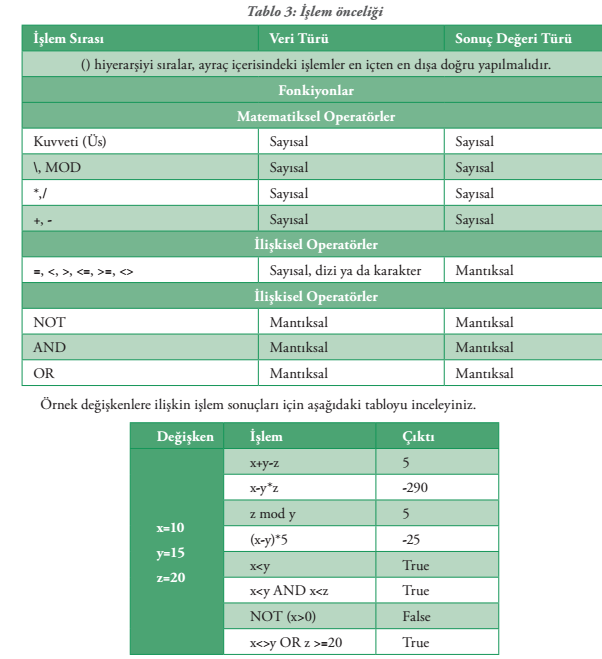 Tablo 3: İşlem önceliği
İşlem Sırası Veri Türü Sonuç Değeri Türü
() hiyerarşiyi sıralar, ayraç içerisindeki işlemler en içten en dışa doğru yapılmalıdır.
Fonkiyonlar
Matematiksel Operatörler
Kuvveti (Üs) Sayısal Sayısal
\, MOD Sayısal Sayısal
*,/ Sayısal Sayısal
+, - Sayısal Sayısal
İlişkisel Operatörler
=, <, >, <=, >=, <> Sayısal, dizi ya da karakter Mantıksal
İlişkisel Operatörler
NOT Mantıksal Mantıksal
AND Mantıksal Mantıksal
OR Mantıksal Mantıksal
Örnek değişkenlere ilişkin işlem sonuçları için aşağıdaki tabloyu inceleyiniz.
Değişken İşlem Çıktı
x=10
y=15
z=20
x+y-z 5
x-y*z -290
z mod y 5
(x-y)*5 -25
x<y True
x<y AND x<z True
NOT (x>0) False
x<>y OR z >=20 True